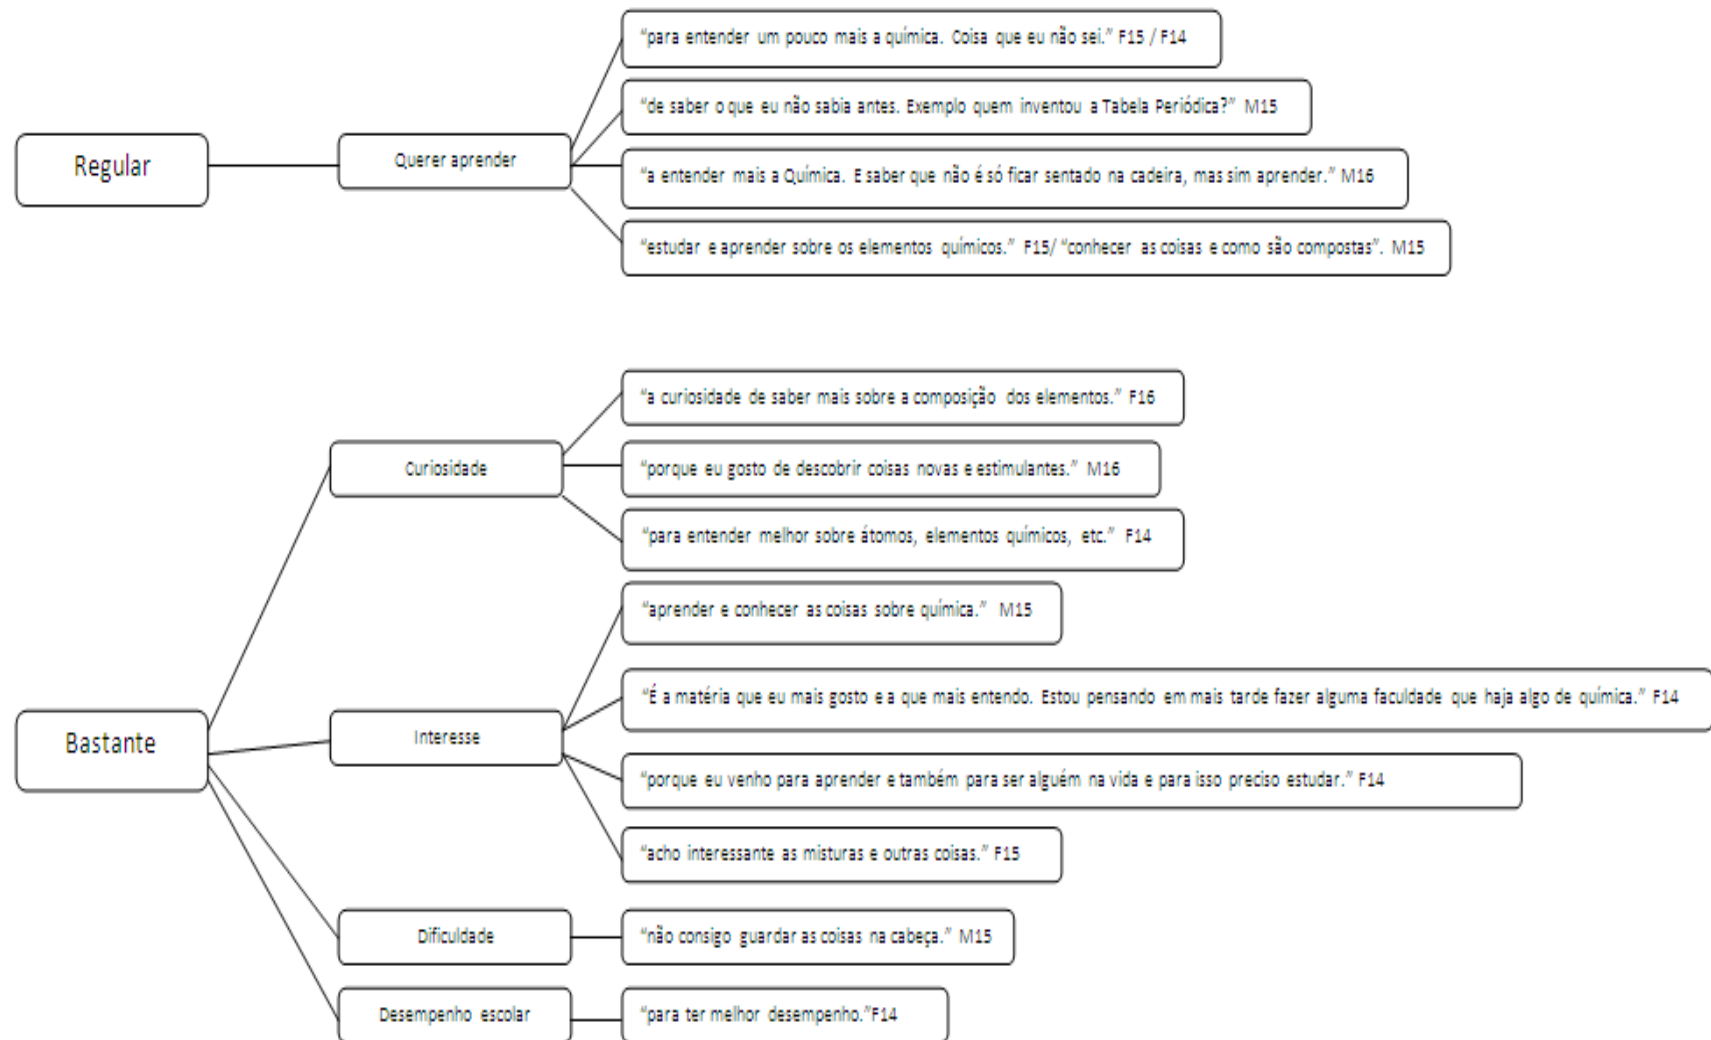 Regular
Querer aprender
“para entender um pouco mais a química. Coisa que eu não sei.” F15 / F14
“de saber o que eu não sabia antes. Exemplo quem inventou a Tabela Periódica?” M15
“a entender mais a Química. E saber que não é só ficar sentado na cadeira, mas sim aprender.” M16
“estudar e aprender sobre os elementos químicos.” F15/ “conhecer as coisas e como são compostas”. M15
Bastante
Curiosidade
“a curiosidade de saber mais sobre a composição dos elementos.” F16
“porque eu gosto de descobrir coisas novas e estimulantes.” M16
“para entender melhor sobre átomos, elementos químicos, etc.” F14
Interesse
“aprender e conhecer as coisas sobre química.” M15
“É a matéria que eu mais gosto e a que mais entendo. Estou pensando em mais tarde fazer alguma faculdade que haja algo de química.” F14
“porque eu venho para aprender e também para ser alguém na vida e para isso preciso estudar.” F14
“acho interessante as misturas e outras coisas.” F15
Dificuldade
“não consigo guardar as coisas na cabeça.” M15
Desempenho escolar
“para ter melhor desempenho.”F14